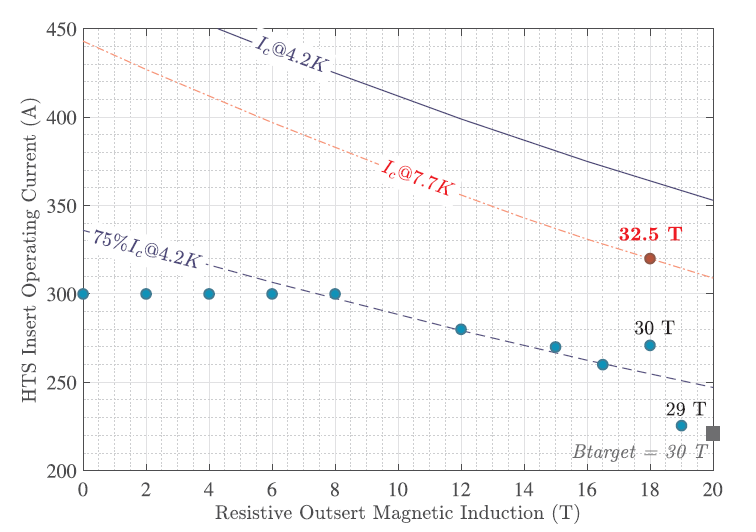 450
400
350
300
250
200
HTS Insert Operating Current (A)
I_c@4.2K
I_c@7.7K
75%I_c@4.2K
32.5 T
30 T
29 T
Btarget = 30 T
0 2 4 6 8 10 12 14 16 18 20
Resistive Outsert Magnetic Induction (T)